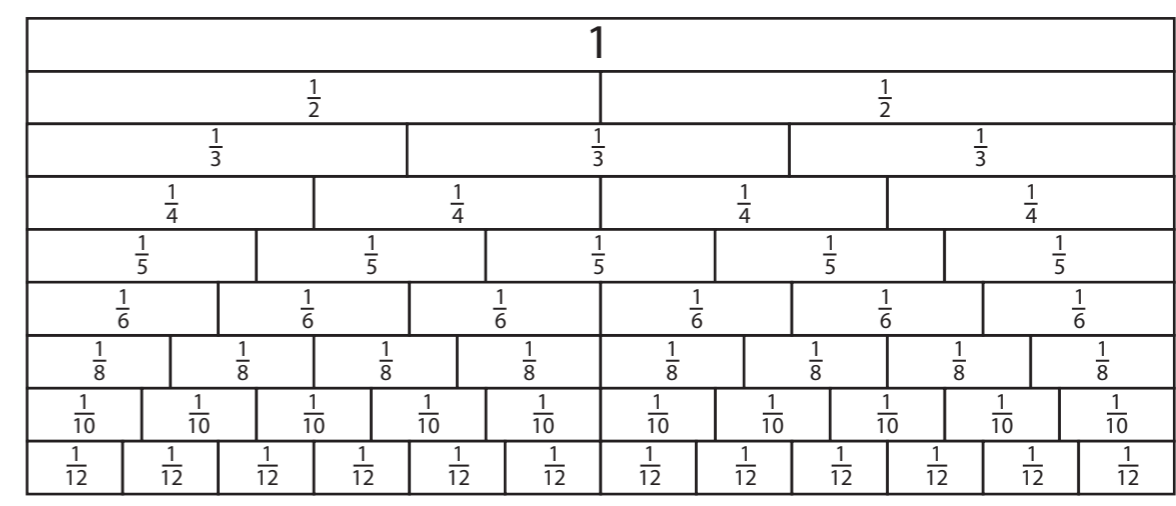 1
1/2 1/2
1/3 1/3 1/3
1/4 1/4 1/4 1/4
1/5 1/5 1/5 1/5 1/5
1/6 1/6 1/6 1/6 1/6 1/6
1/8 1/8 1/8 1/8 1/8 1/8 1/8 1/8
1/10 1/10 1/10 1/10 1/10 1/10 1/10 1/10 1/10 1/10
1/12 1/12 1/12 1/12 1/12 1/12 1/12 1/12 1/12 1/12 1/12 1/12